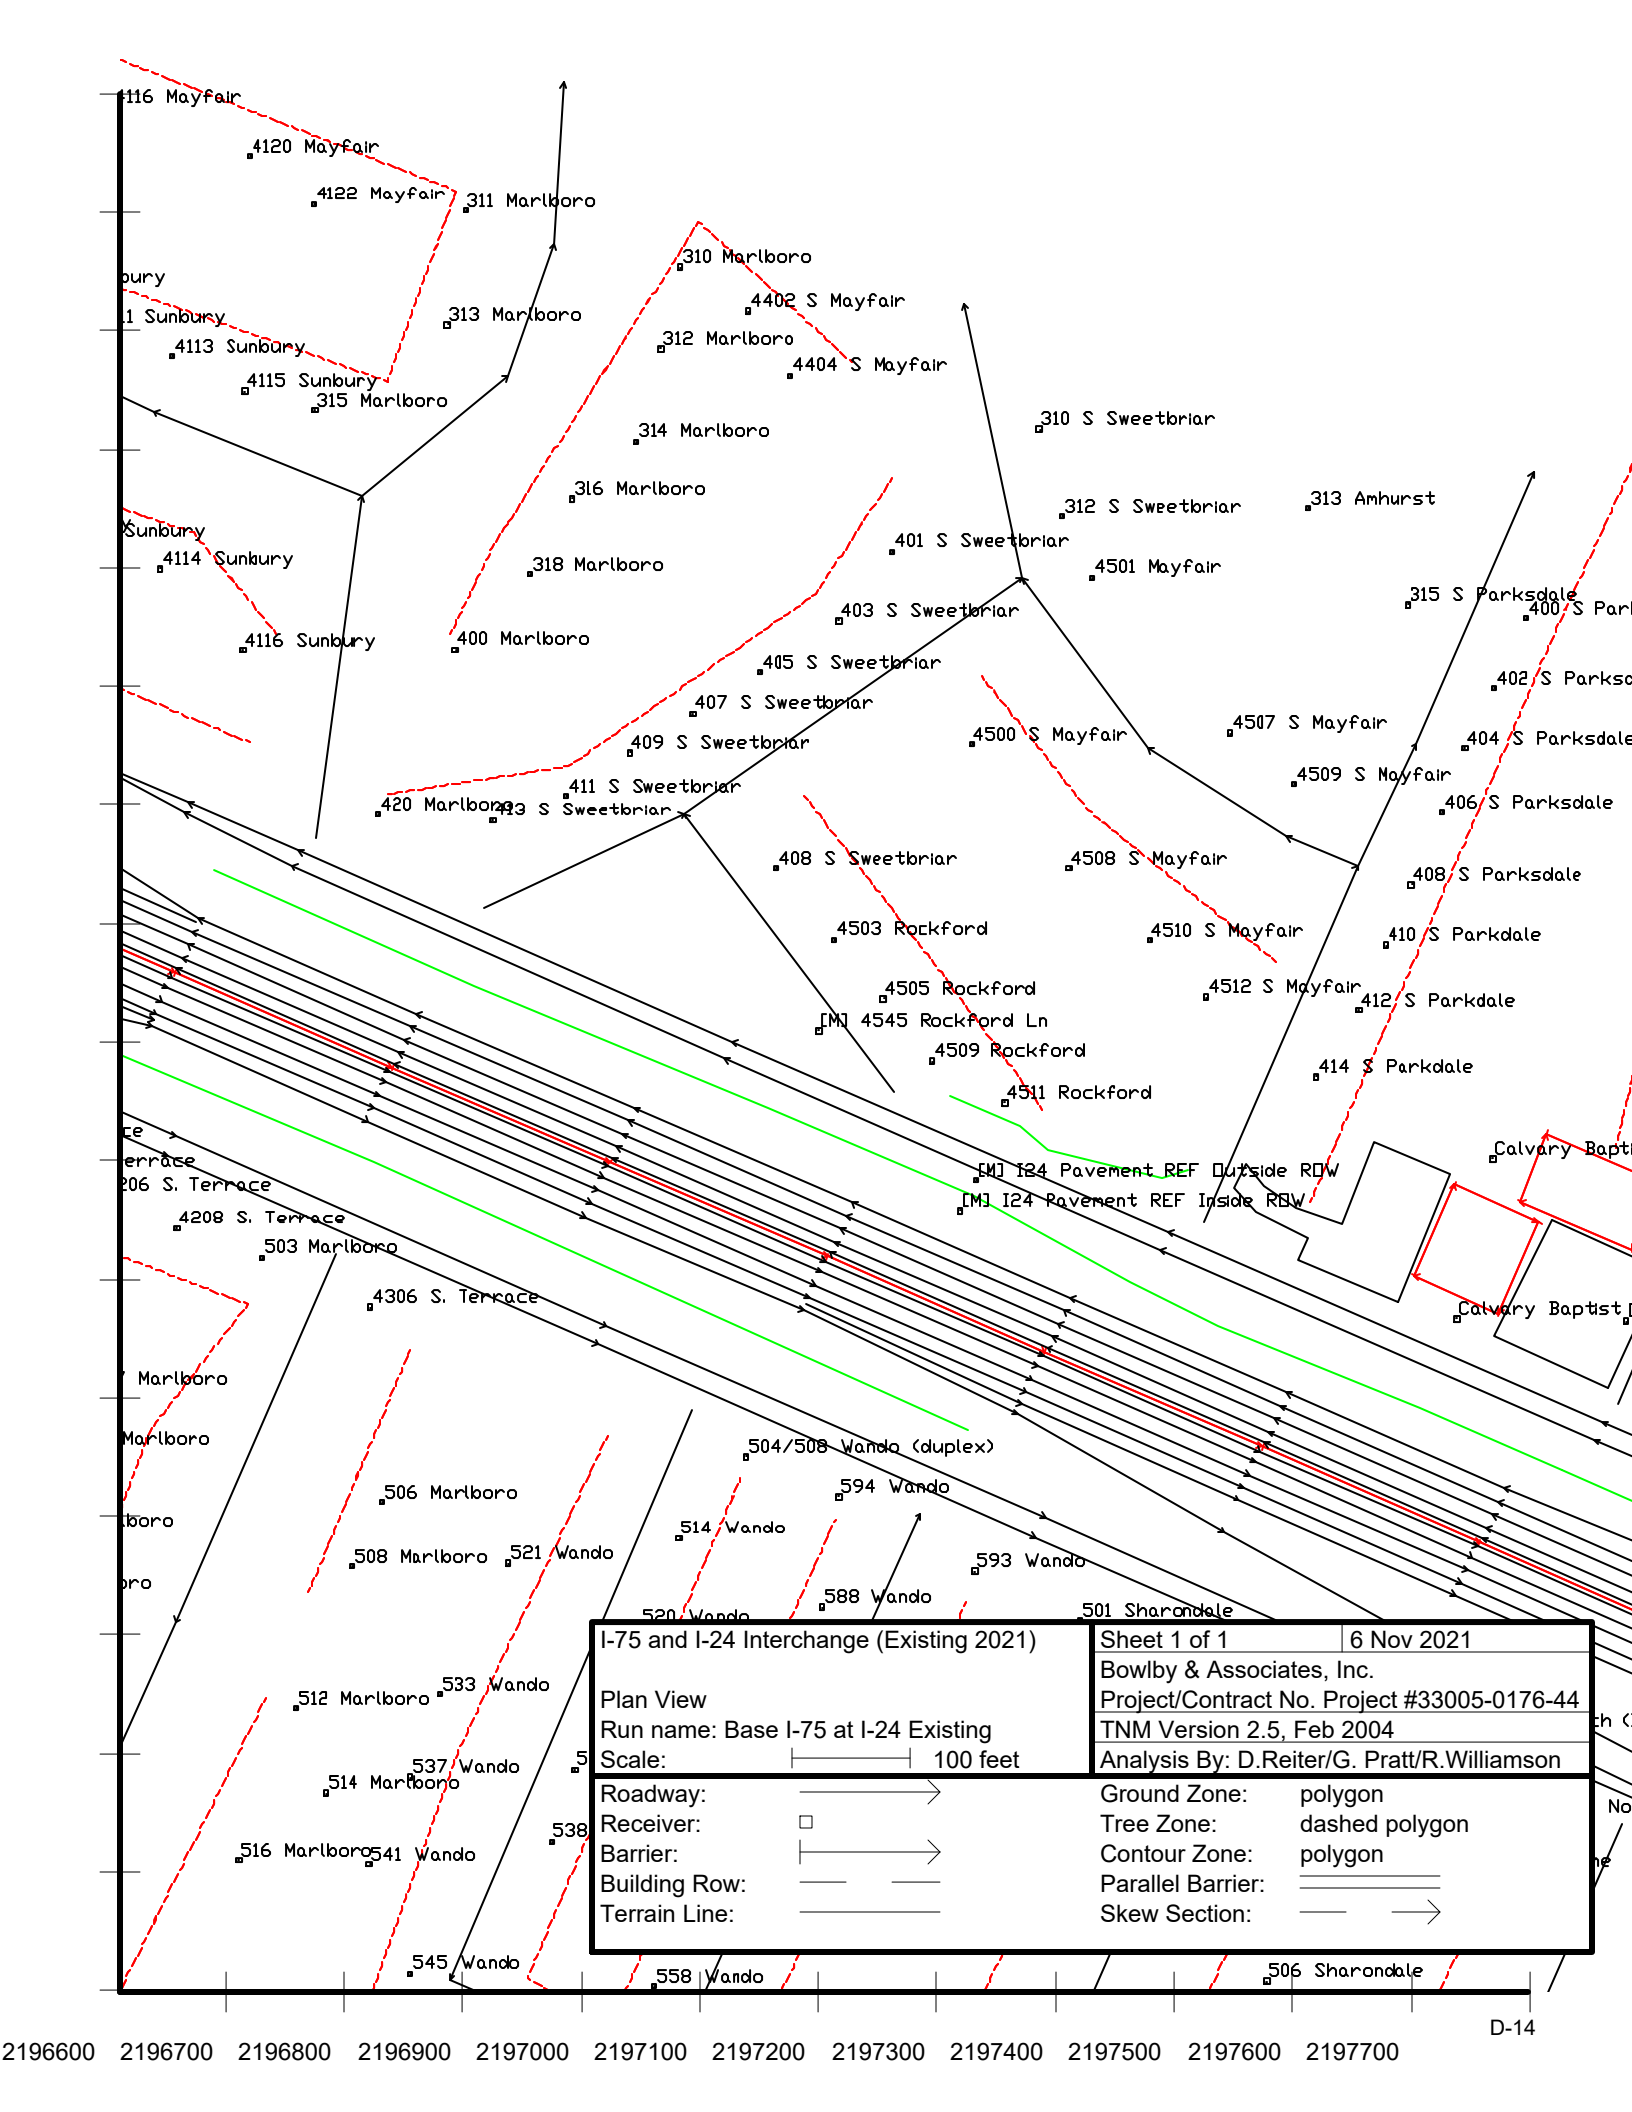 4116 Mayfair
4120 Mayfair
4122 Mayfair
311 Marlboro
310 Marlboro
bury
4402 S Mayfair
11 Sunbury
313 Marlboro
4113 Sunbury
312 Marlboro
4404 S Mayfair
4115 Sunbury
315 Marlboro
310 S Sweetbriar
314 Marlboro
316 Marlboro
313 Amhurst
312 S Sweetbriar
y
Sunbury
401 S Sweetbriar
4114 Sunbury
318 Marlboro
4501 Mayfair
315 S Parksdale
400 S Par
403 S Sweetbriar
4116 Sunbury
400 Marlboro
405 S Sweetbriar
402 S Parksd
407 S Sweetbriar
4507 S Mayfair
4500 S Mayfair
404 S Parksdale
409 S Sweetbriar
4509 S Mayfair
411 S Sweetbriar
406 S Parksdale
420 Marlboro
413 S Sweetbriar
408 S Sweetbriar
4508 S Mayfair
408 S Parksdale
4503 Rockford
4510 S Mayfair
410 S Parkdale
4505 Rockford
4512 S Mayfair
412 S Parkdale
[M] 4545 Rockford Ln
4509 Rockford
414 S Parkdale
4511 Rockford
ce
Calvary Bapt
errace
[M] I24 Pavement REF Outside ROW
206 S. Terrace
[M] I24 Pavement REF Inside ROW
4208 S. Terrace
503 Marlboro
4306 S. Terrace
Calvary Baptist [
Marlboro
Marlboro
504/508 Wando (duplex)
506 Marlboro
594 Wando
lboro
514 Wando
508 Marlboro
521 Wando
593 Wando
oro
588 Wando
520 Wando
501 Sharondale
I-75 and I-24 Interchange (Existing 2021)
Sheet 1 of 1
6 Nov 2021
Bowlby & Associates, Inc.
Plan View
Project/Contract No. Project #33005-0176-44
512 Marlboro
533 Wando
Run name: Base I-75 at I-24 Existing
TNM Version 2.5, Feb 2004
Scale:
100 feet
Analysis By: D.Reiter/G. Pratt/R.Williamson
537 Wando
5
514 Marlboro
Roadway:
Ground Zone:
polygon
No
Receiver:
Tree Zone:
dashed polygon
538
516 Marlboro
541 Wando
Barrier:
Contour Zone:
polygon
Building Row:
Parallel Barrier:
Terrain Line:
Skew Section:
545 Wando
558 Wando
506 Sharondale
D-14
2196600 2196700 2196800 2196900 2197000 2197100 2197200 2197300 2197400 2197500 2197600 2197700